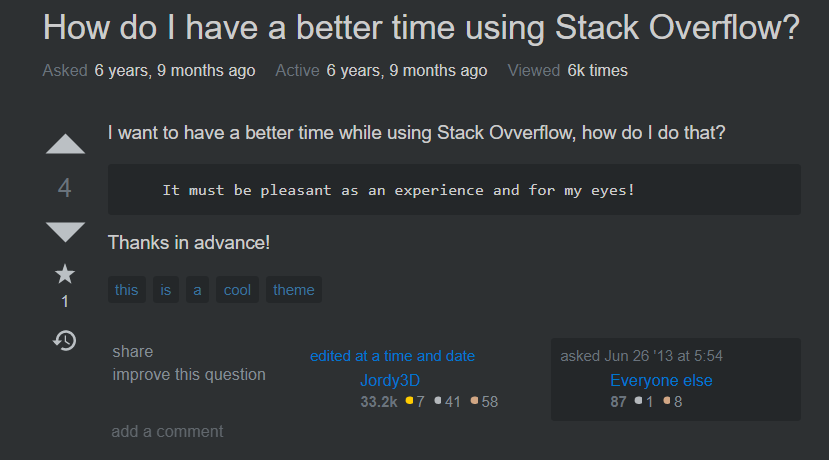 How do I have a better time using Stack Overflow?
Asked 6 years, 9 months ago Active 6 years, 9 months ago Viewed 6k times
I want to have a better time while using Stack Ovverflow, how do I do that?
4
It must be pleasant as an experience and for my eyes!
Thanks in advance!
1
this is a cool theme
share
improve this question
edited at a time and date
Jordy3D
33.2k 7 41 58
asked Jun 26 '13 at 5:54
Everyone else
87 1 8
add a comment